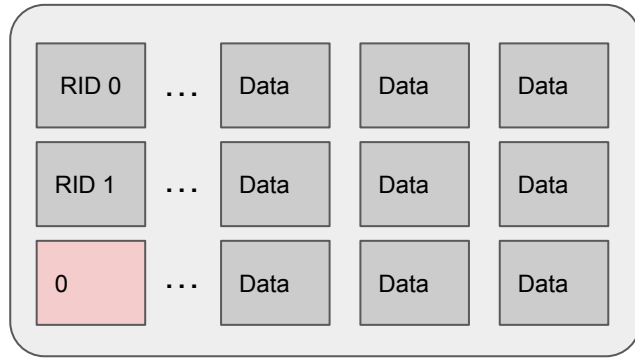 RID 0 ... Data Data Data
RID 1 ... Data Data Data
0 ... Data Data Data